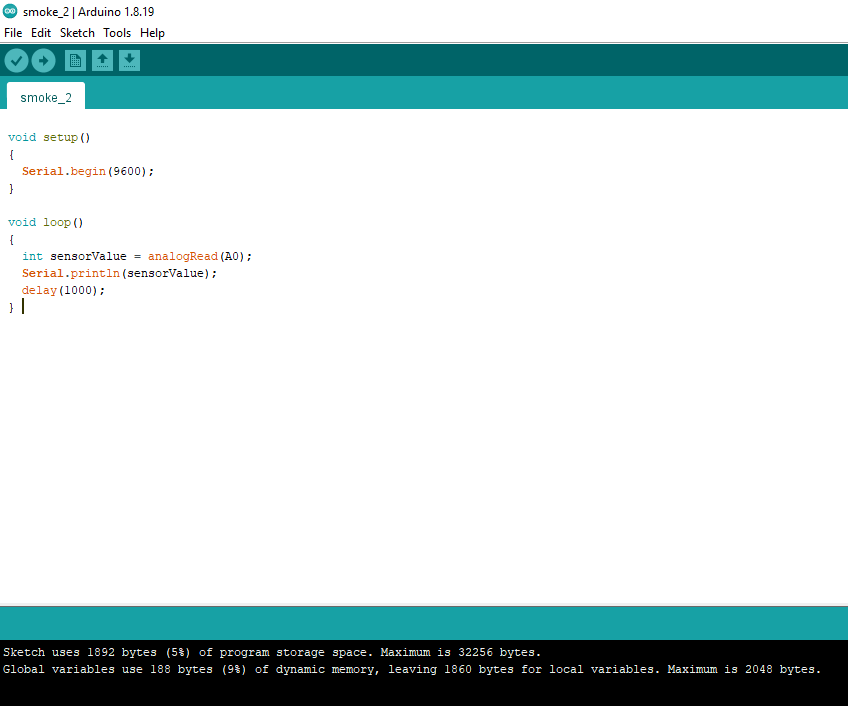 smoke_2 | Arduino 1.8.19
File Edit Sketch Tools Help
smoke_2
void setup()
{
  Serial.begin(9600);
}
void loop()
{
  int sensorValue = analogRead(A0);
  Serial.println(sensorValue);
  delay(1000);
}
Sketch uses 1892 bytes (5%) of program storage space. Maximum is 32256 bytes.
Global variables use 188 bytes (9%) of dynamic memory, leaving 1860 bytes for local variables. Maximum is 2048 bytes.